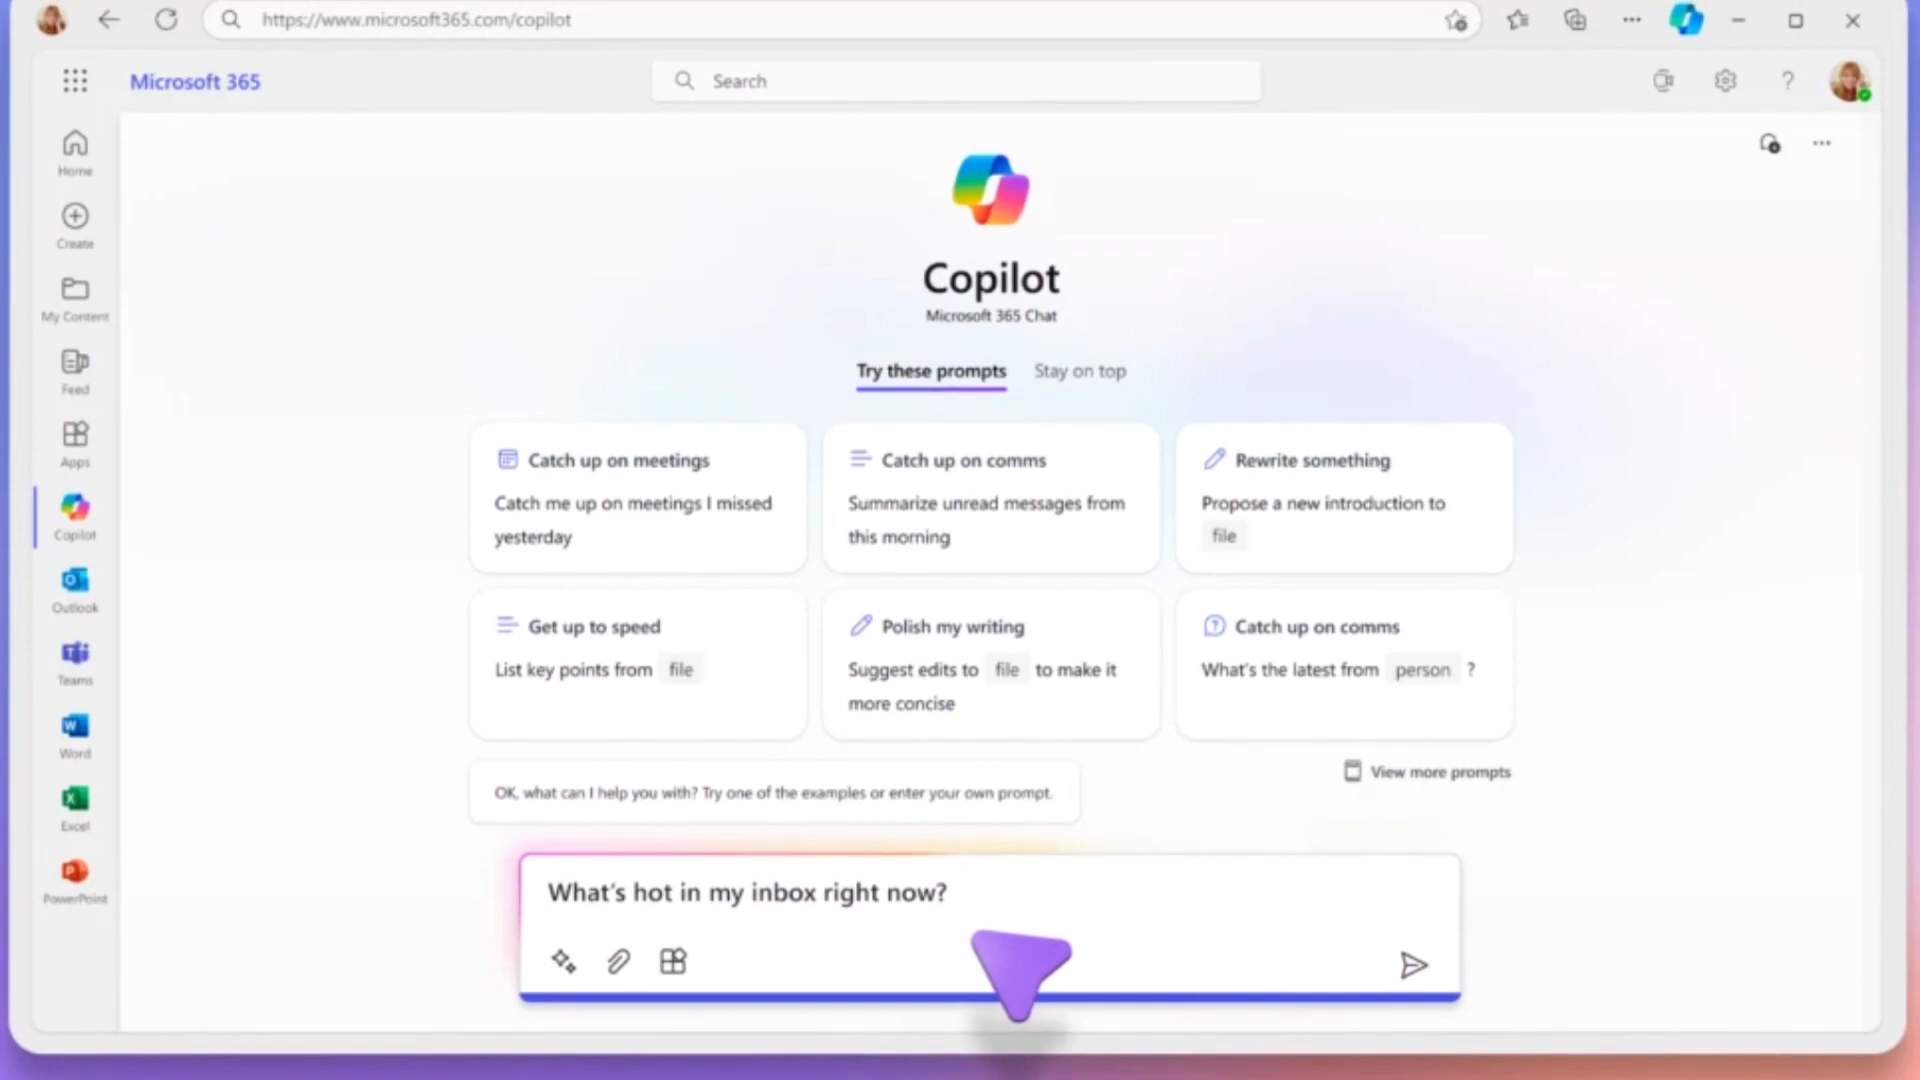 https://www.microsoft365.com/copilot
Microsoft 365
Search
?
Home
Create
My Content
Feed
Apps
Copilot
Outlook
Teams
Word
Excel
PowerPoint
Copilot
Microsoft 365 Chat
Try these prompts
Stay on top
Catch up on meetings
Catch me up on meetings I missed
yesterday
Catch up on comms
Summarize unread messages from
this morning
Rewrite something
Propose a new introduction to
file
Get up to speed
List key points from file
Polish my writing
Suggest edits to file to make it
more concise
Catch up on comms
What's the latest from person ?
View more prompts
OK, what can I help you with? Try one of the examples or enter your own prompt.
What's hot in my inbox right now?